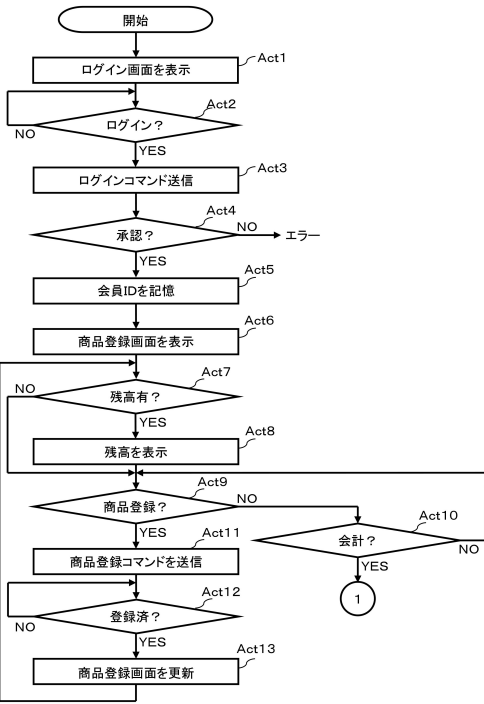 開始
Act1
ログイン画面を表示
Act2
ログイン？
NO
YES
Act3
ログインコマンド送信
Act4
承認？
NO
エラー
YES
Act5
会員IDを記憶
Act6
商品登録画面を表示
Act7
残高有？
NO
YES
Act8
残高を表示
Act9
商品登録？
NO
YES
Act10
会計？
NO
YES
1
Act11
商品登録コマンドを送信
Act12
登録済？
NO
YES
Act13
商品登録画面を更新